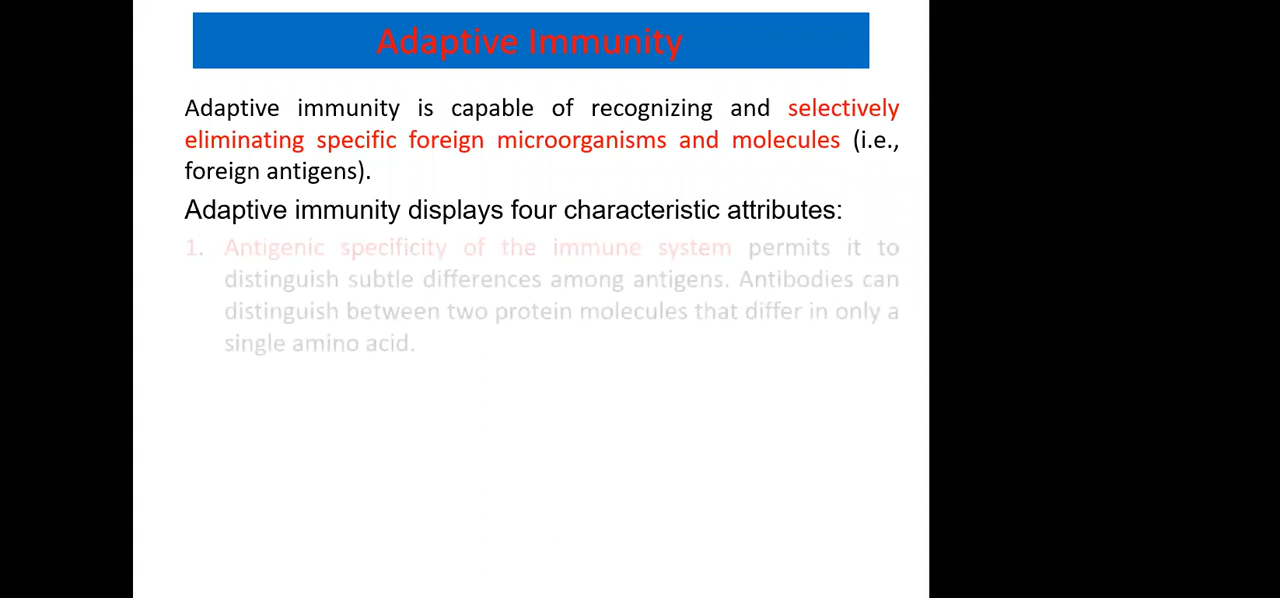 Adaptive Immunity
Adaptive immunity is capable of recognizing and selectively
eliminating specific foreign microorganisms and molecules (i.e.,
foreign antigens).
Adaptive immunity displays four characteristic attributes:
1. Antigenic specificity of the immune system permits it to
distinguish subtle differences among antigens. Antibodies can
distinguish between two protein molecules that differ in only a
single amino acid.